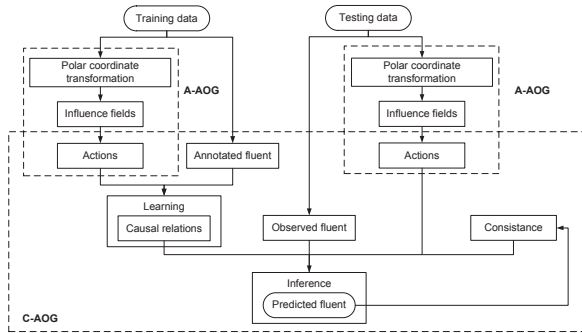 Training data
Testing data
Polar coordinate
transformation
A-AOG
Influence fields
Actions
Annotated fluent
Polar coordinate
transformation
A-AOG
Influence fields
Actions
Learning
Causal relations
Observed fluent
Consistance
Inference
Predicted fluent
C-AOG